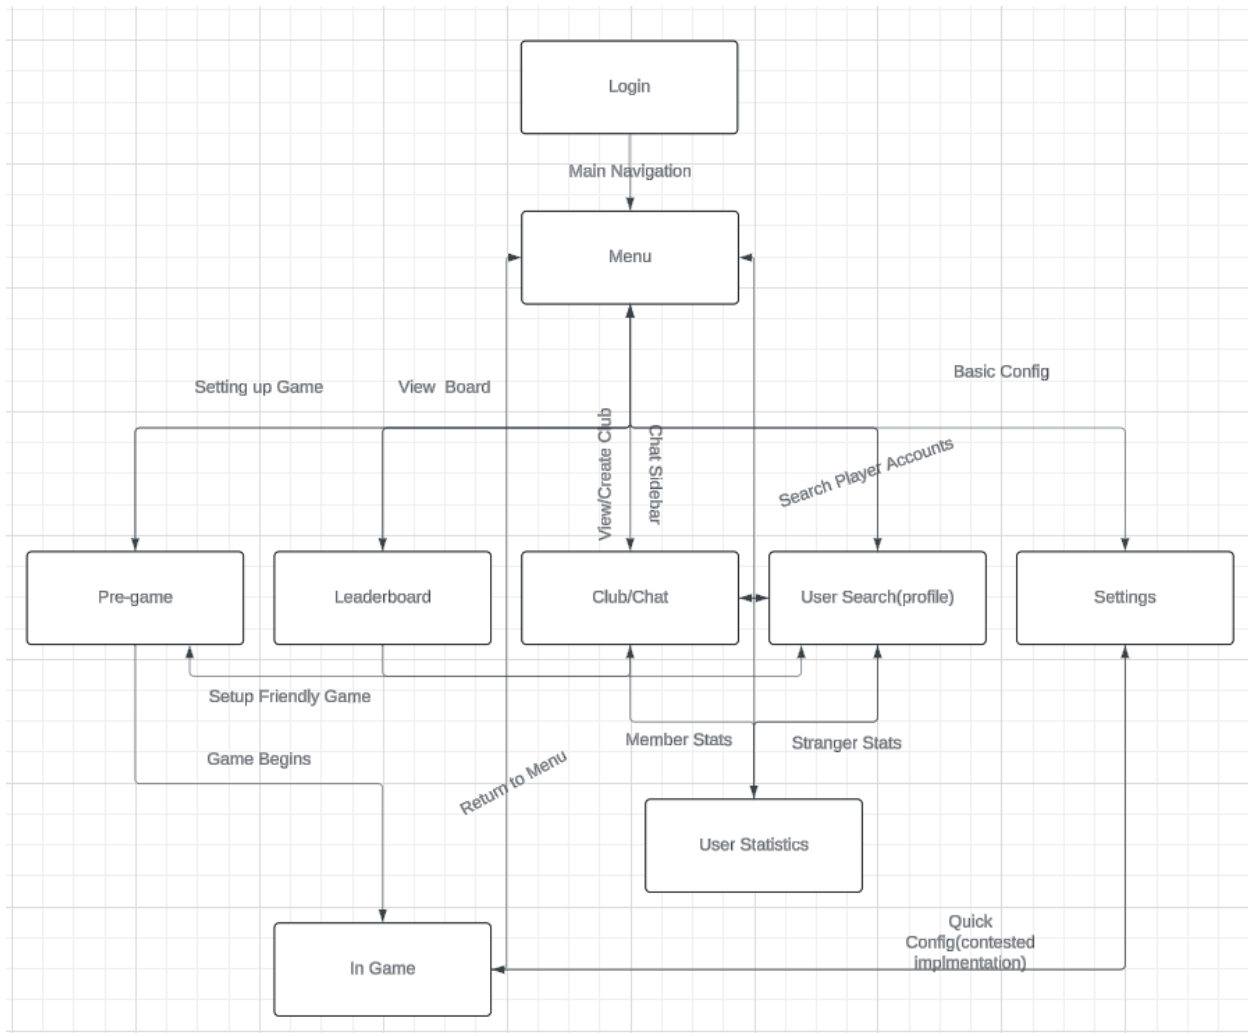 Login
Main Navigation
Menu
Basic Config
Setting up Game
View  Board
View/Create Club
Chat Sidebar
Search Player Accounts
Pre-game
Leaderboard
Club/Chat
User Search(profile)
Settings
Setup Friendly Game
Member Stats
Stranger Stats
Game Begins
Return to Menu
User Statistics
Quick
Config(contested
implmentation)
In Game